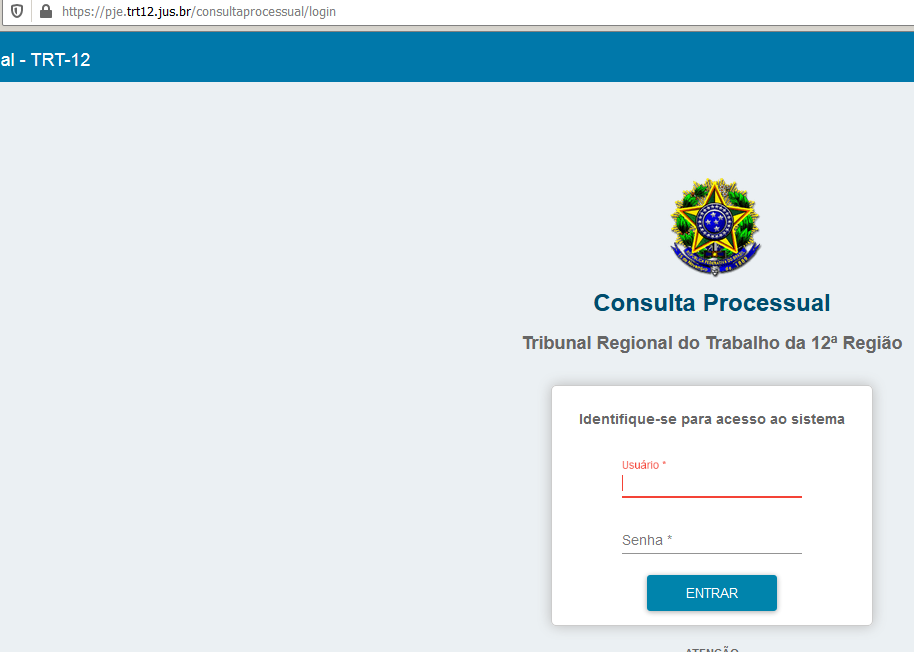 https://pje.trt12.jus.br/consultaprocessual/login
al - TRT-12
Consulta Processual
Tribunal Regional do Trabalho da 12ª Região
Identifique-se para acesso ao sistema
Usuário *
Senha *
ENTRAR
ATENÇÃO